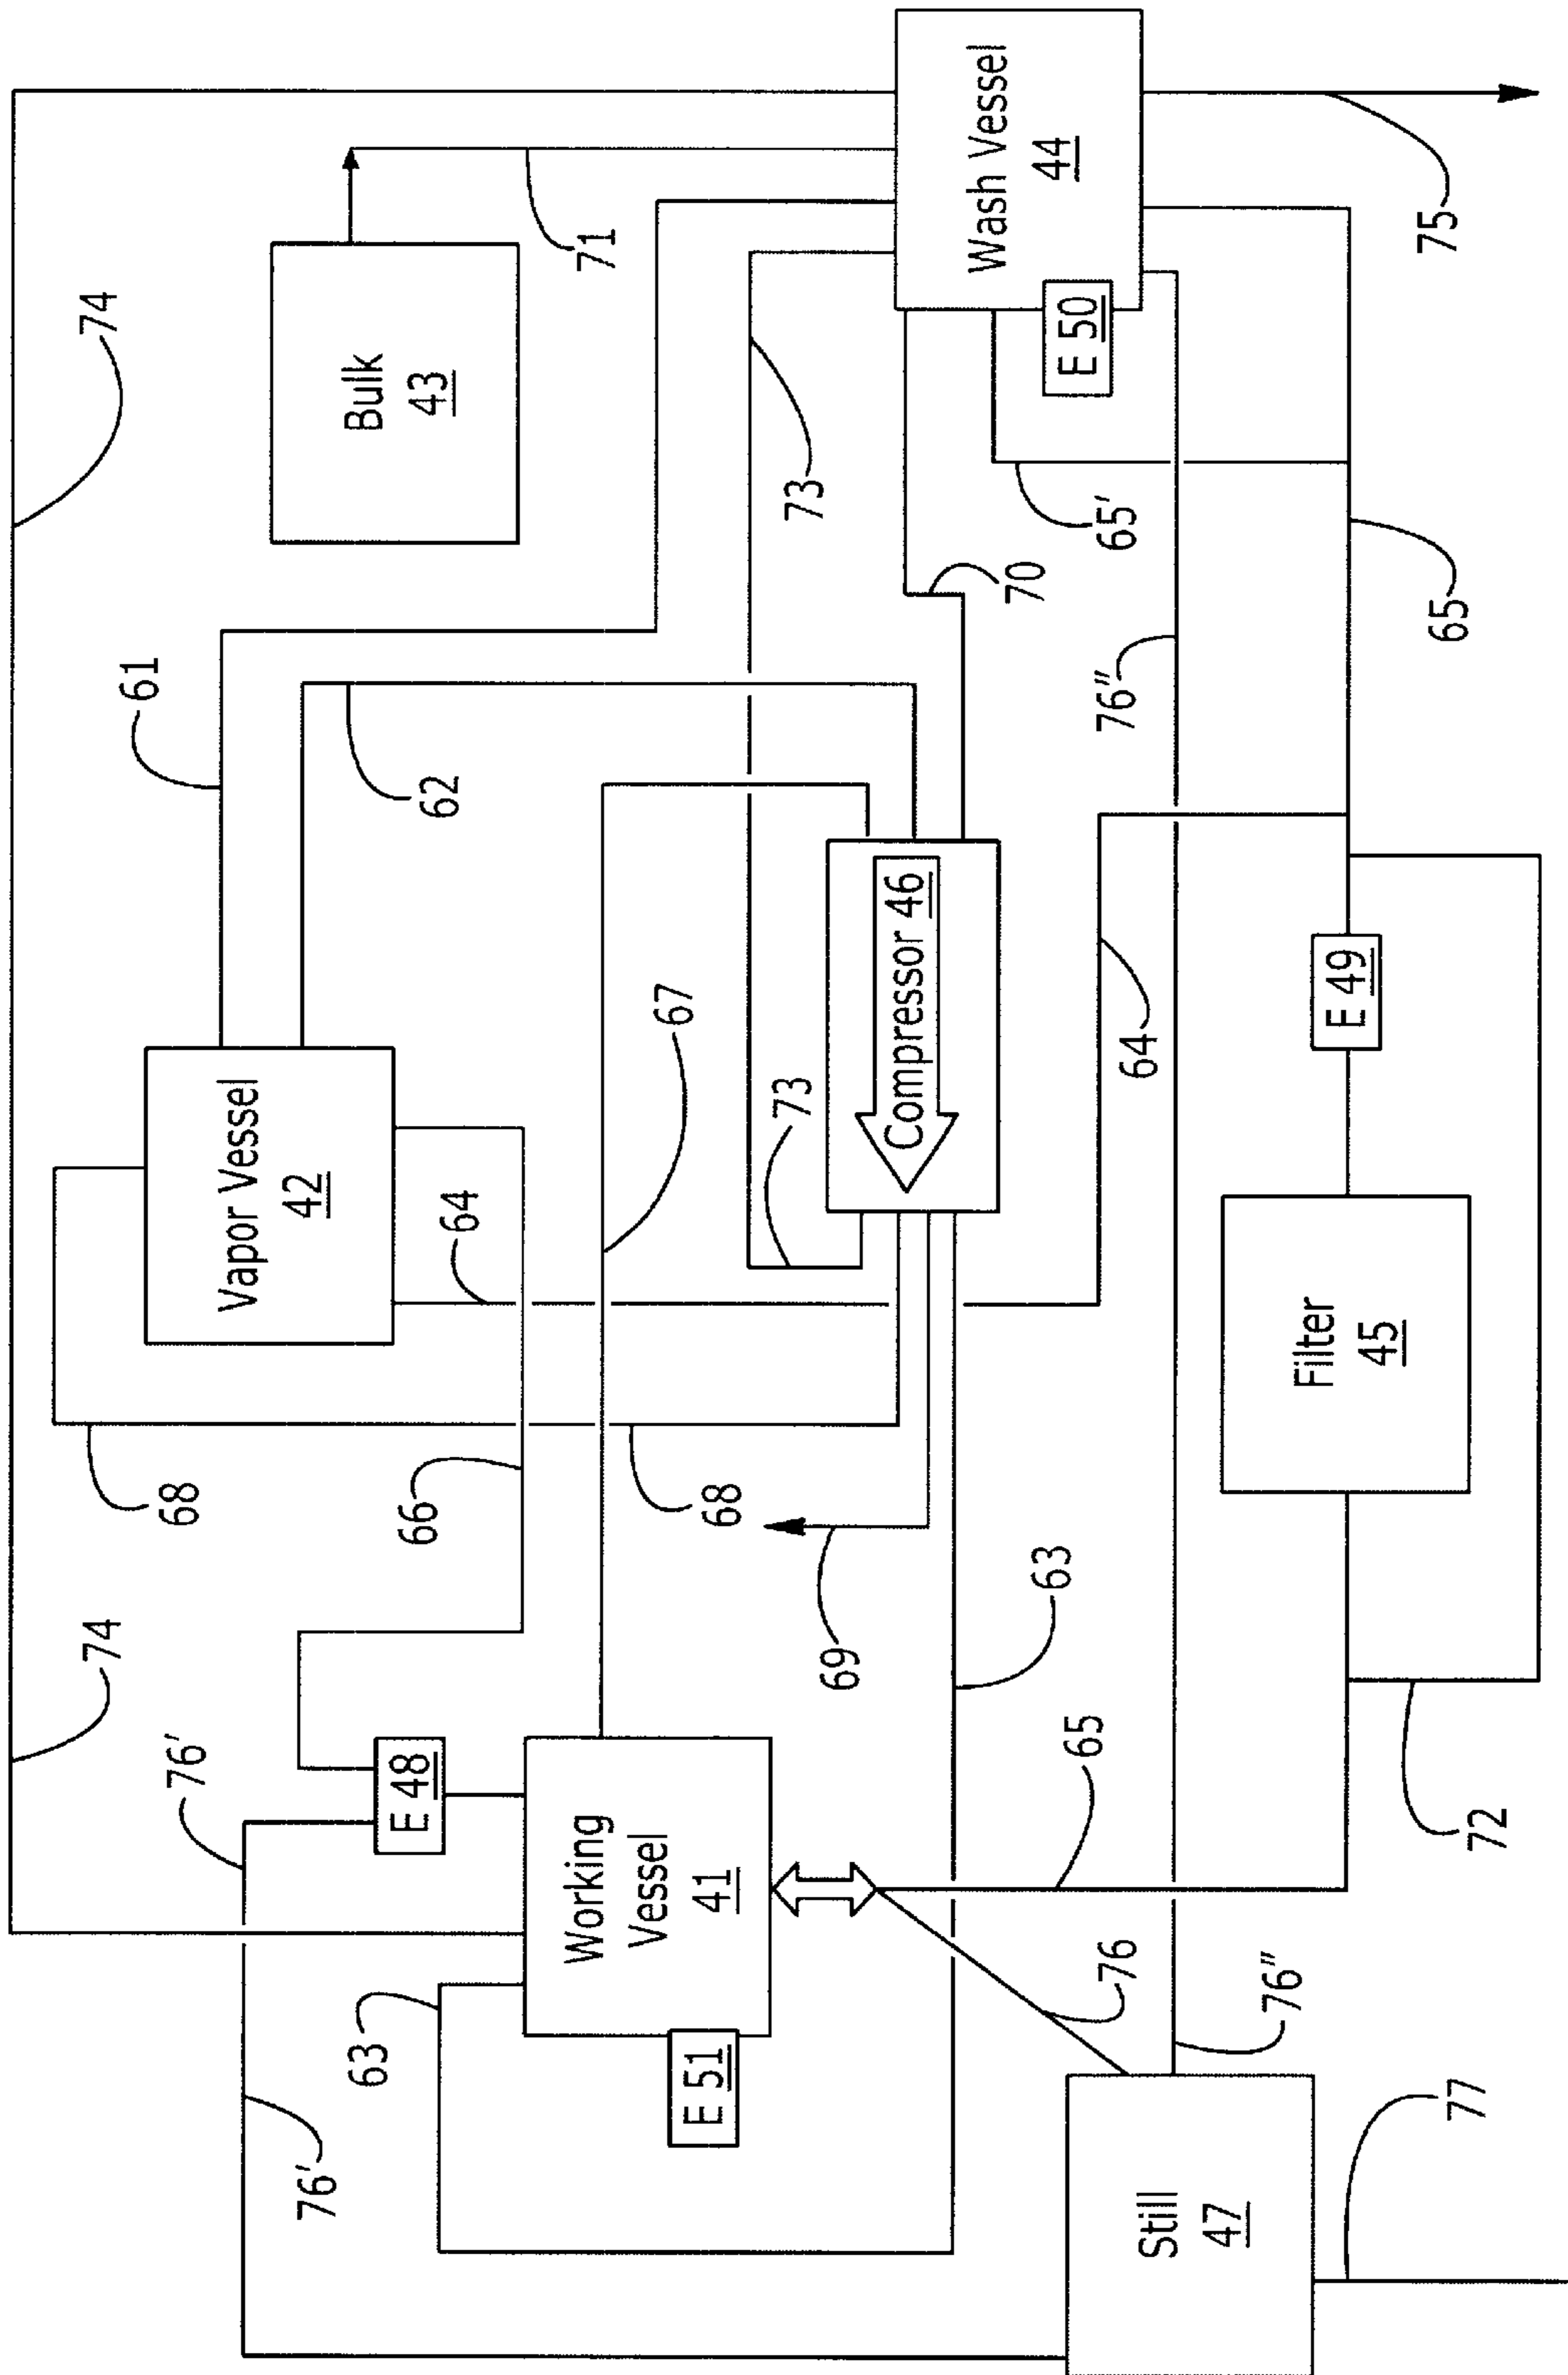 74
74
61
68
76'
Vapor Vessel
42
76'
63
Bulk
43
E 48
66
62
64
Working
Vessel
41
71
67
E 51
68
73
73
69
Compressor 46
Wash Vessel
44
70
63
65
E 50
76
76"
65'
64
Still
47
76"
Filter
45
E 49
75
65
77
72